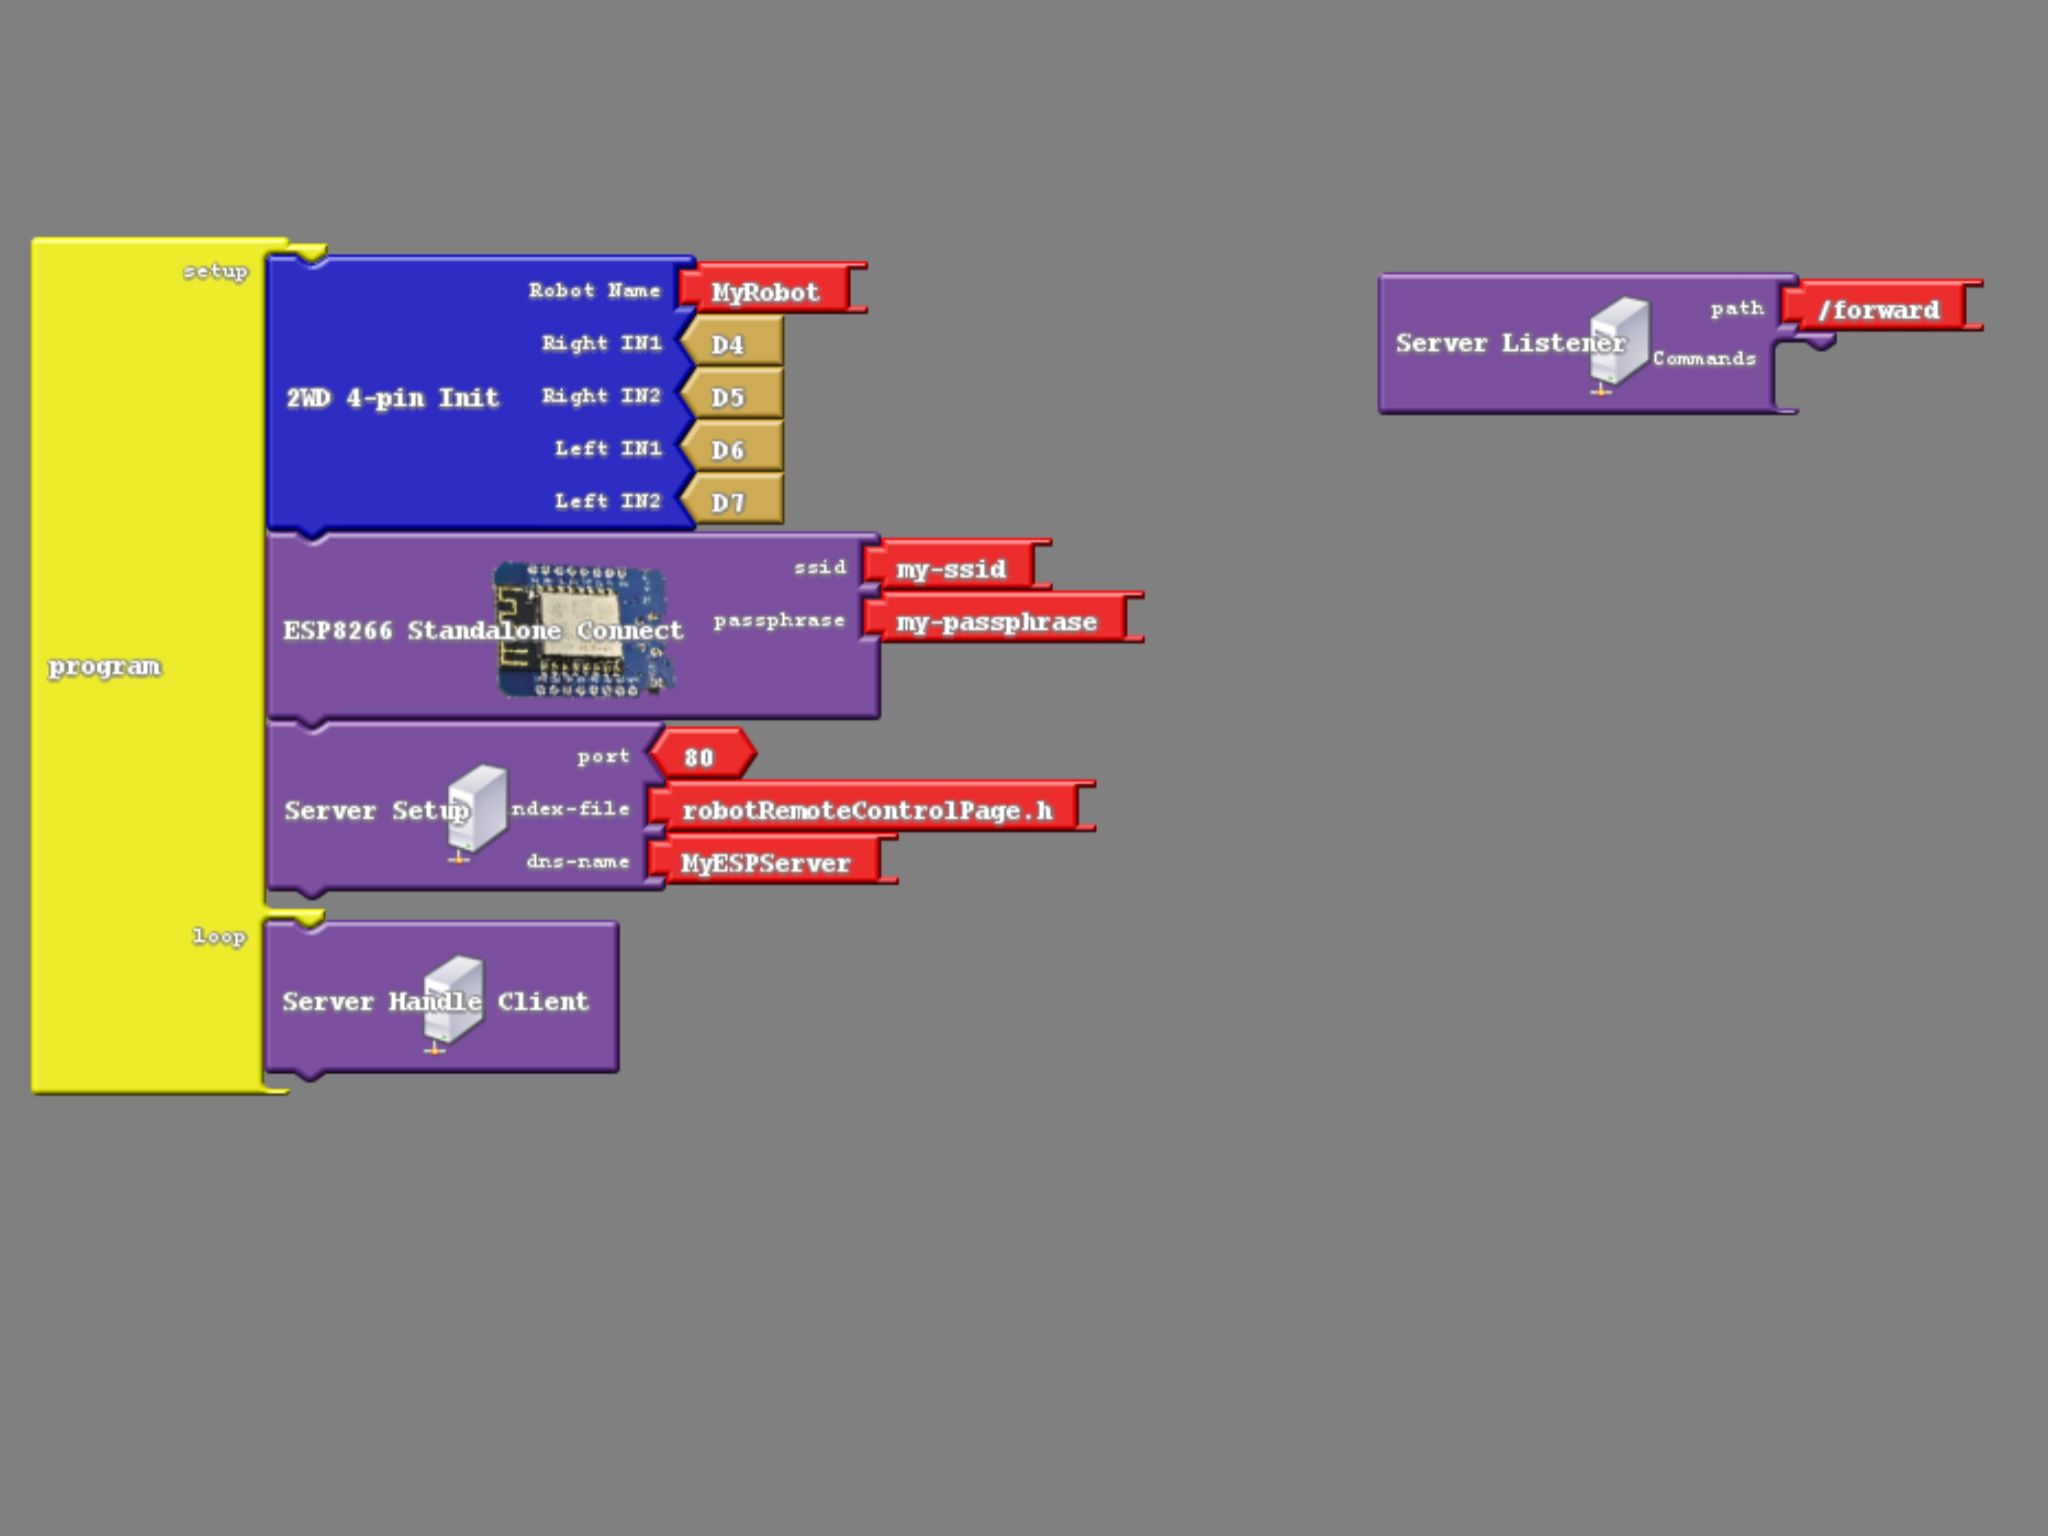 setup
Robot Name MyRobot
Right IN1 D4
2WD 4-pin Init Right IN2 D5
Left IN1 D6
Left IN2 D7
ssid my-ssid
ESP8266 Standalone Connect passphrase my-passphrase
program
port 80
Server Setup ndex-file robotRemoteControlPage.h
dns-name MyESPServer
loop
Server Handle Client
path /forward
Server Listener Commands